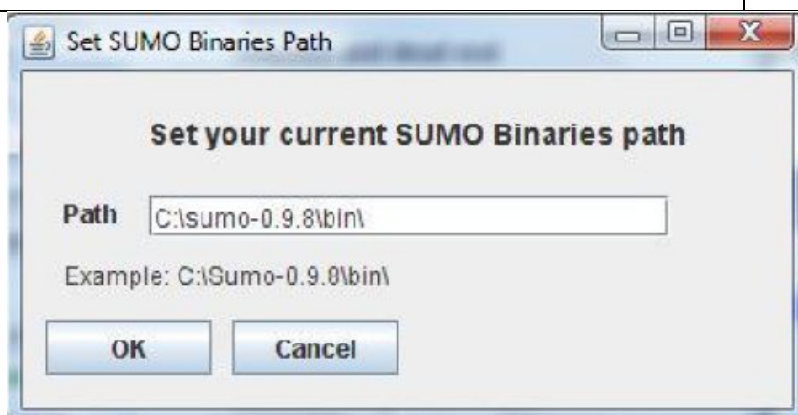 Set SUMO Binaries Path
Set your current SUMO Binaries path
Path C:\sumo-0.9.8\bin\
Example: C:\Sumo-0.9.8\bin\
OK Cancel